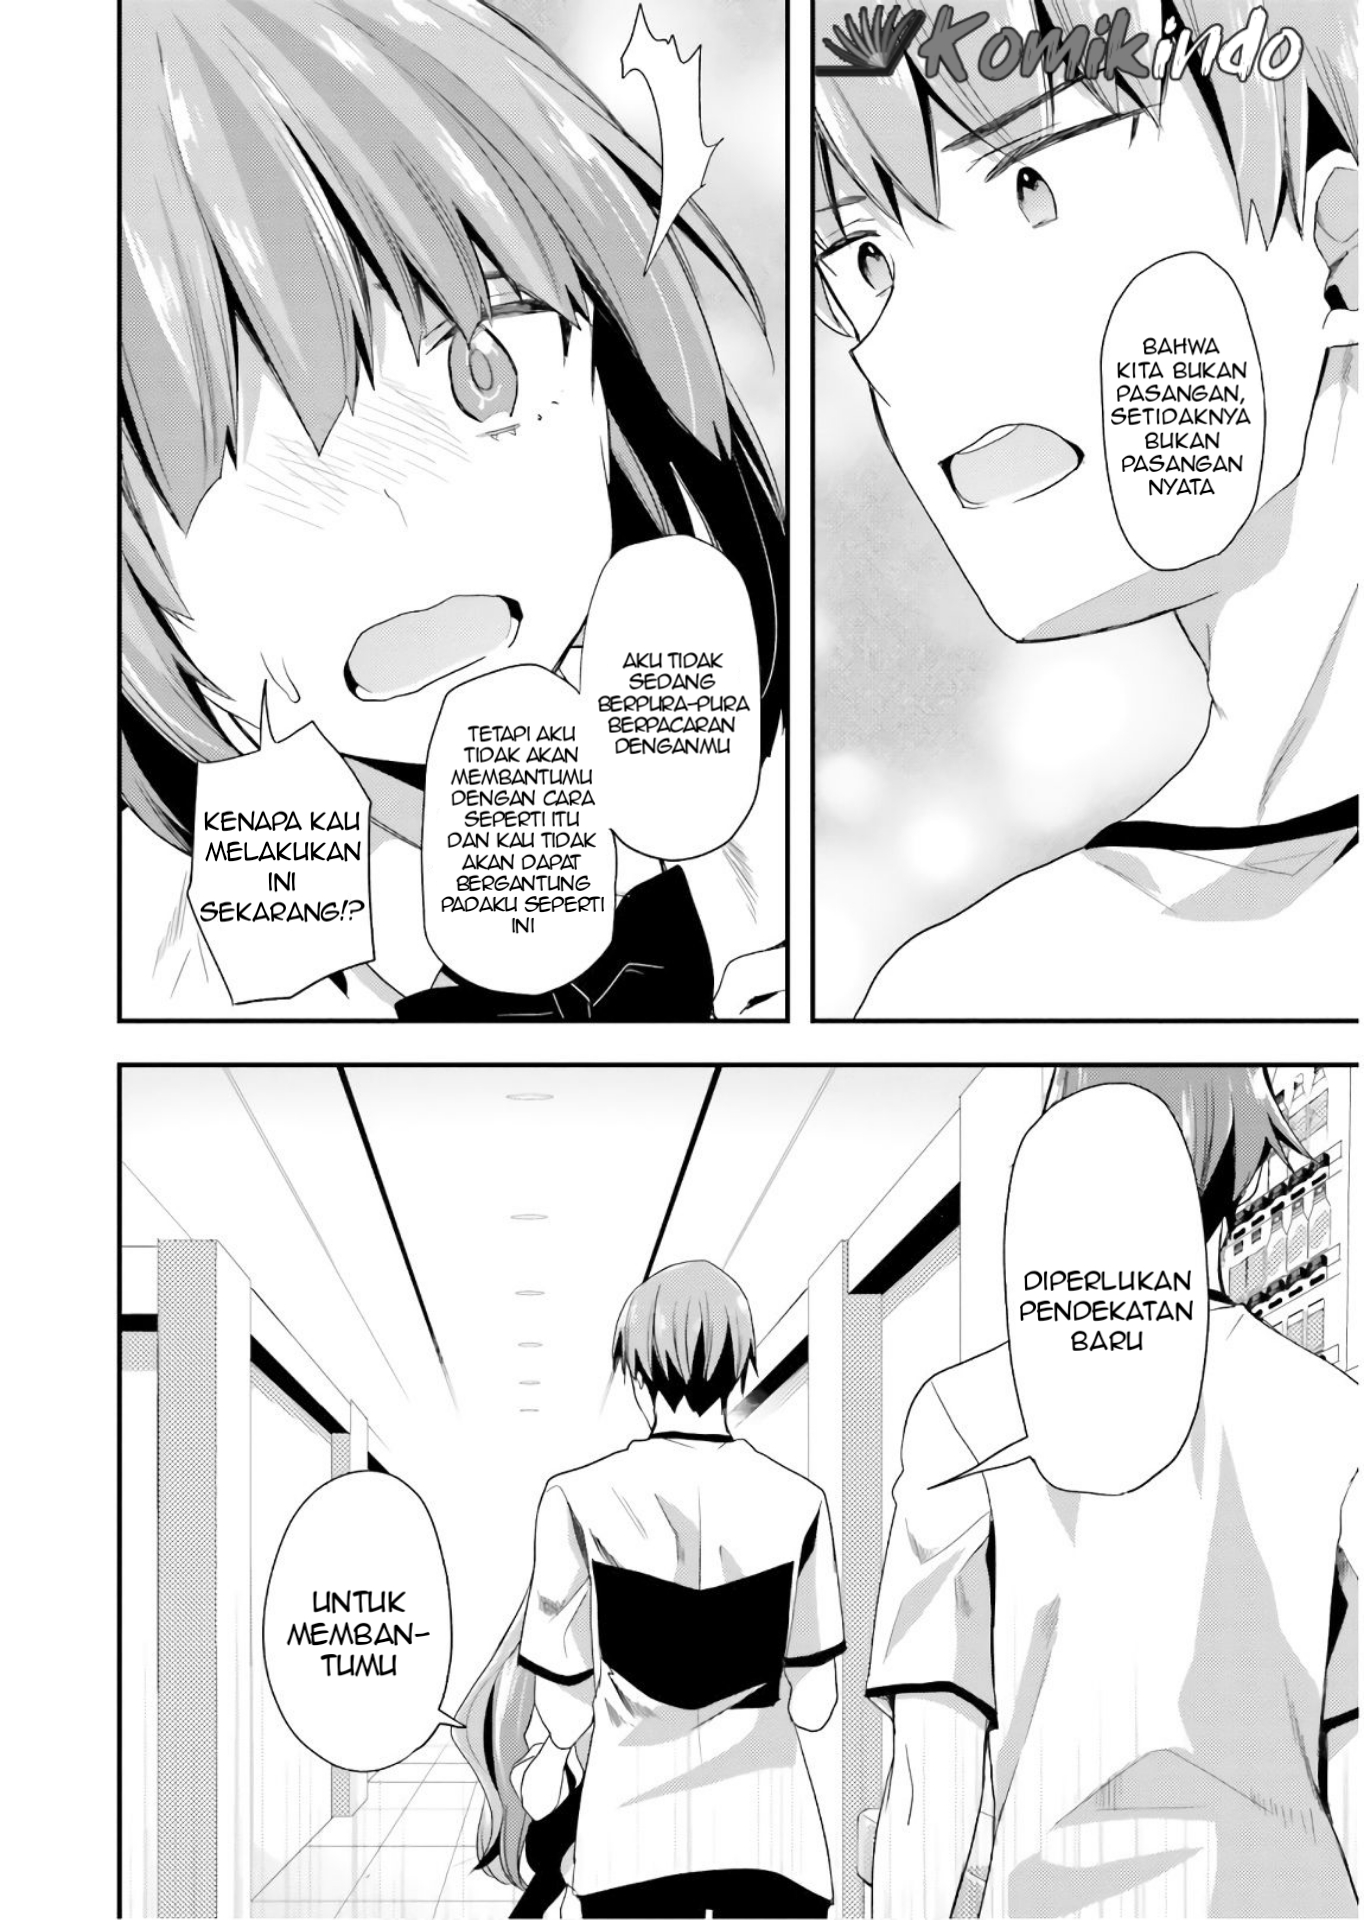 Komikindo
BAHWA
KITA BUKAN
PASANGAN,
SETIDAKNYA
BUKAN
PASANGAN
NYATA
AKU TIDAK
SEDANG
BERPURA-PURA
BERPACARAN
DENGANMU
TETAPI AKU
TIDAK AKAN
MEMBANTUMU
DENGAN CARA
SEPERTI ITU
DAN KAU TIDAK
AKAN DAPAT
BERGANTUNG
PADAKU SEPERTI
INI
KENAPA KAU
MELAKUKAN
INI
SEKARANG!?
DIPERLUKAN
PENDEKATAN
BARU
UNTUK
MEMBAN-
TUMU